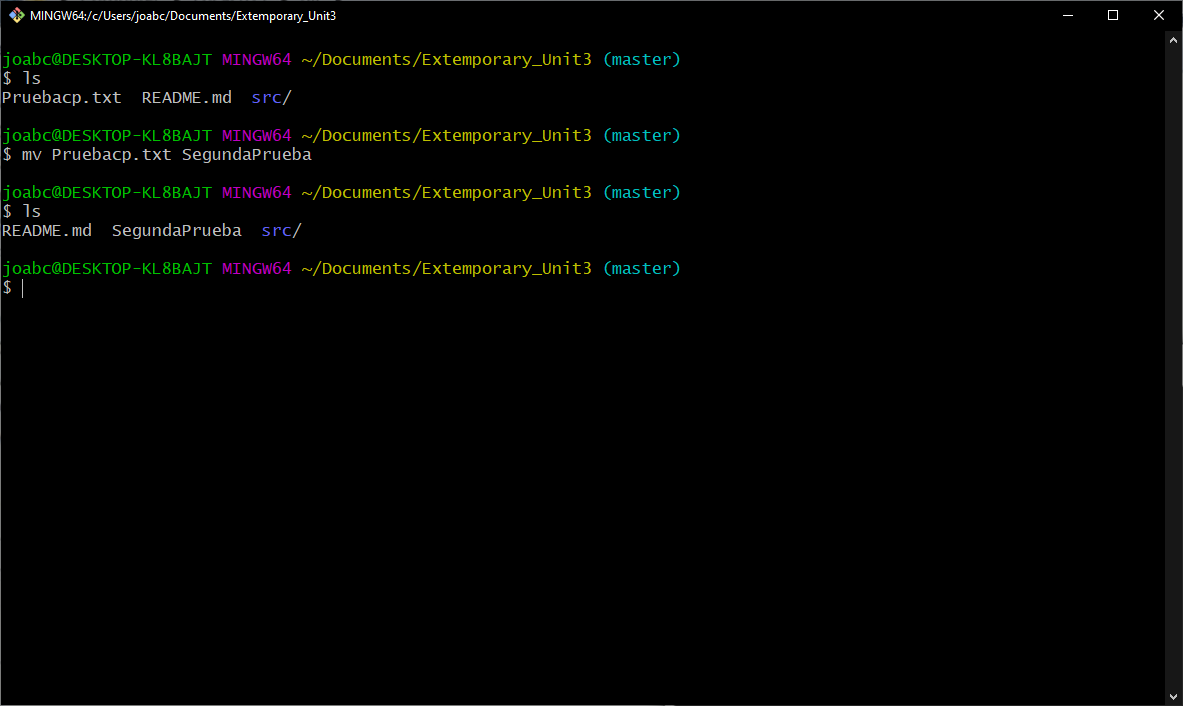 MINGW64:/c/Users/joabc/Documents/Extemporary_Unit3
joabc@DESKTOP-KL8BAJT MINGW64 ~/Documents/Extemporary_Unit3 (master)
$ ls
Pruebacp.txt  README.md  src/
joabc@DESKTOP-KL8BAJT MINGW64 ~/Documents/Extemporary_Unit3 (master)
$ mv Pruebacp.txt SegundaPrueba
joabc@DESKTOP-KL8BAJT MINGW64 ~/Documents/Extemporary_Unit3 (master)
$ ls
README.md  SegundaPrueba  src/
joabc@DESKTOP-KL8BAJT MINGW64 ~/Documents/Extemporary_Unit3 (master)
$